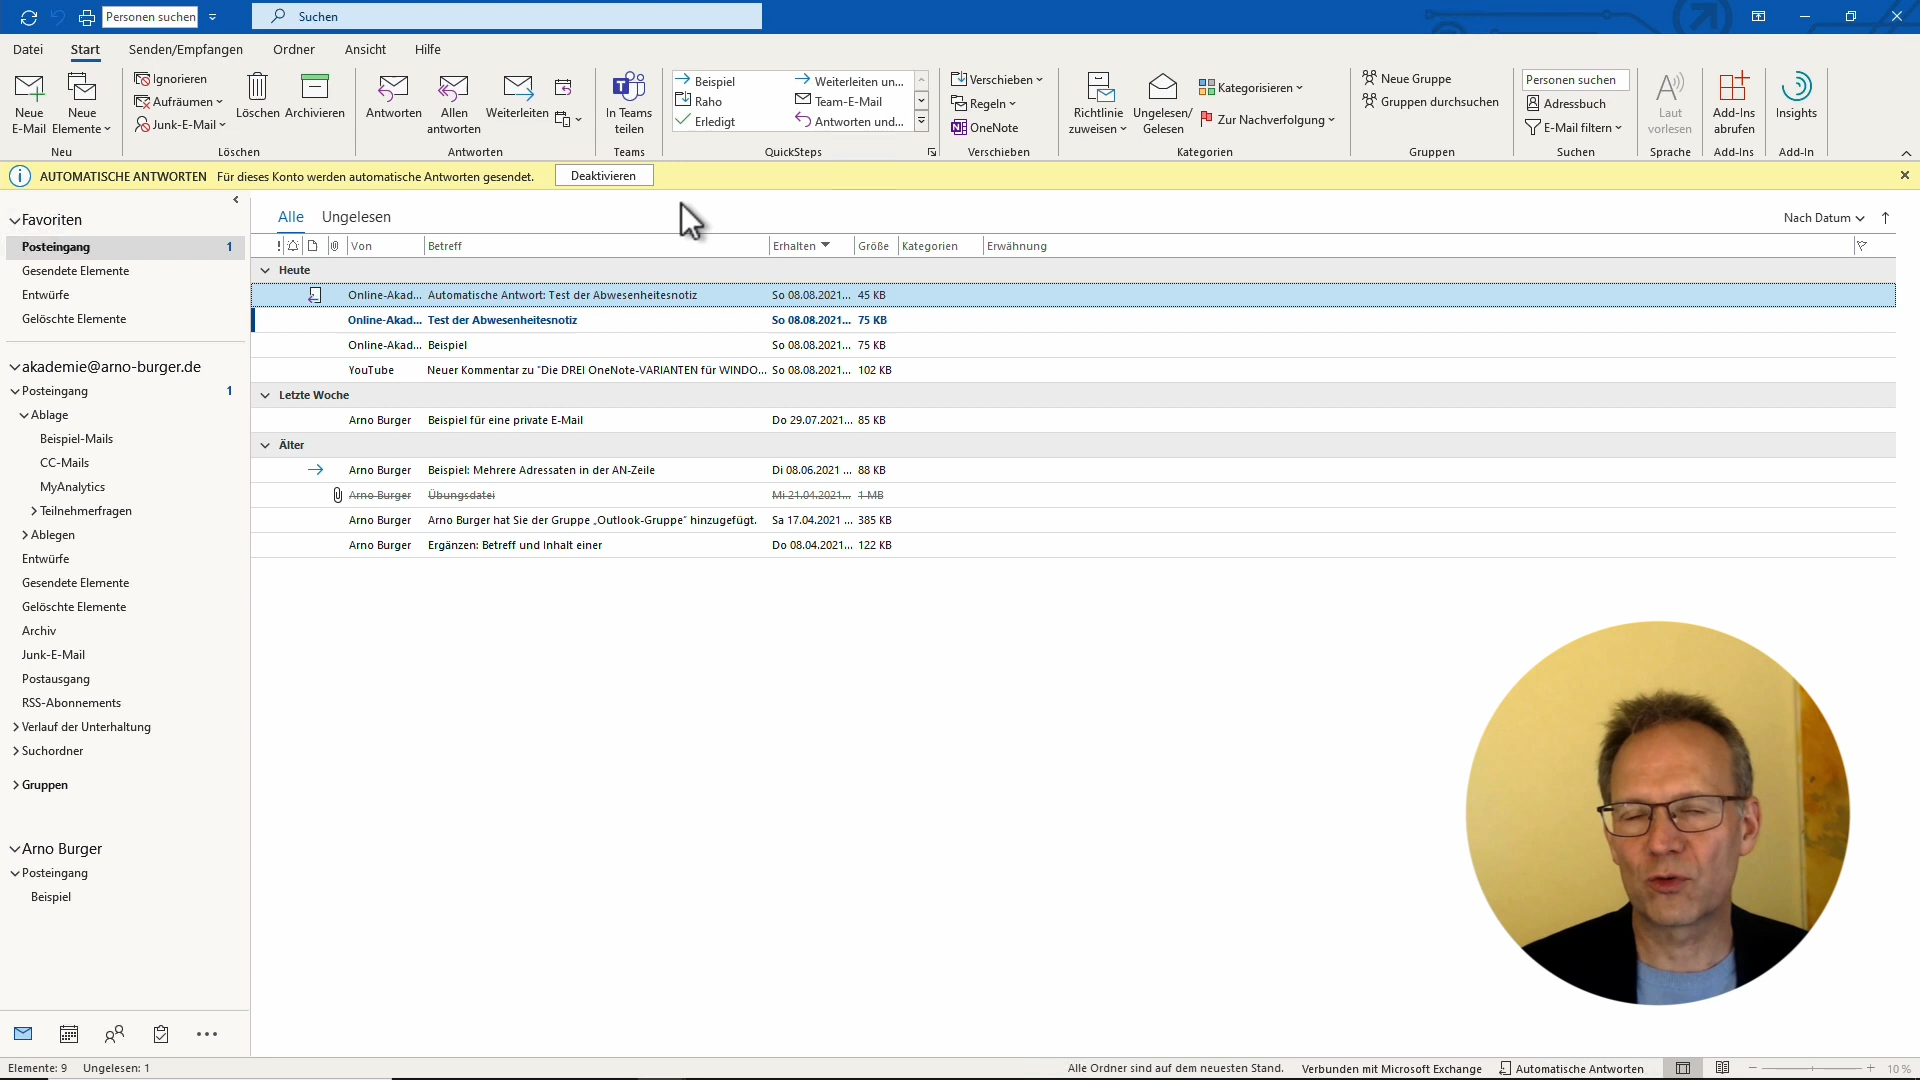 Personen suchen
Suchen
Datei Start Senden/Empfangen Ordner Ansicht Hilfe
Neue E-Mail
Neue Elemente
Neu
Ignorieren
Aufräumen
Junk-E-Mail
Löschen
Archivieren
Löschen
Antworten
Allen antworten
Weiterleiten
Antworten
In Teams teilen
Teams
Beispiel
Raho
Erledigt
Weiterleiten un...
Team-E-Mail
Antworten und...
QuickSteps
Verschieben
Regeln
OneNote
Verschieben
Richtlinie zuweisen
Ungelesen/ Gelesen
Kategorisieren
Zur Nachverfolgung
Kategorien
Neue Gruppe
Gruppen durchsuchen
Gruppen
Personen suchen
Adressbuch
E-Mail filtern
Suchen
Laut vorlesen
Sprache
Add-Ins abrufen
Add-Ins
Insights
Add-In
AUTOMATISCHE ANTWORTEN Für dieses Konto werden automatische Antworten gesendet. Deaktivieren
Favoriten
Posteingang 1
Gesendete Elemente
Entwürfe
Gelöschte Elemente
akademie@arno-burger.de
Posteingang 1
Ablage
Beispiel-Mails
CC-Mails
MyAnalytics
Teilnehmerfragen
Ablegen
Entwürfe
Gesendete Elemente
Gelöschte Elemente
Archiv
Junk-E-Mail
Postausgang
RSS-Abonnements
Verlauf der Unterhaltung
Suchordner
Gruppen
Arno Burger
Posteingang
Beispiel
Alle Ungelesen Nach Datum
Von Betreff Erhalten Größe Kategorien Erwähnung
Heute
Online-Akad... Automatische Antwort: Test der Abwesenheitesnotiz So 08.08.2021... 45 KB
Online-Akad... Test der Abwesenheitesnotiz So 08.08.2021... 75 KB
Online-Akad... Beispiel So 08.08.2021... 75 KB
YouTube Neuer Kommentar zu "Die DREI OneNote-VARIANTEN für WINDO... So 08.08.2021... 102 KB
Letzte Woche
Arno Burger Beispiel für eine private E-Mail Do 29.07.2021... 85 KB
Älter
Arno Burger Beispiel: Mehrere Adressaten in der AN-Zeile Di 08.06.2021 ... 88 KB
Arno Burger Übungsdatei Mi 21.04.2021... 1 MB
Arno Burger Arno Burger hat Sie der Gruppe „Outlook-Gruppe" hinzugefügt. Sa 17.04.2021 ... 385 KB
Arno Burger Ergänzen: Betreff und Inhalt einer Do 08.04.2021... 122 KB
Elemente: 9 Ungelesen: 1 Alle Ordner sind auf dem neuesten Stand. Verbunden mit Microsoft Exchange Automatische Antworten 10 %